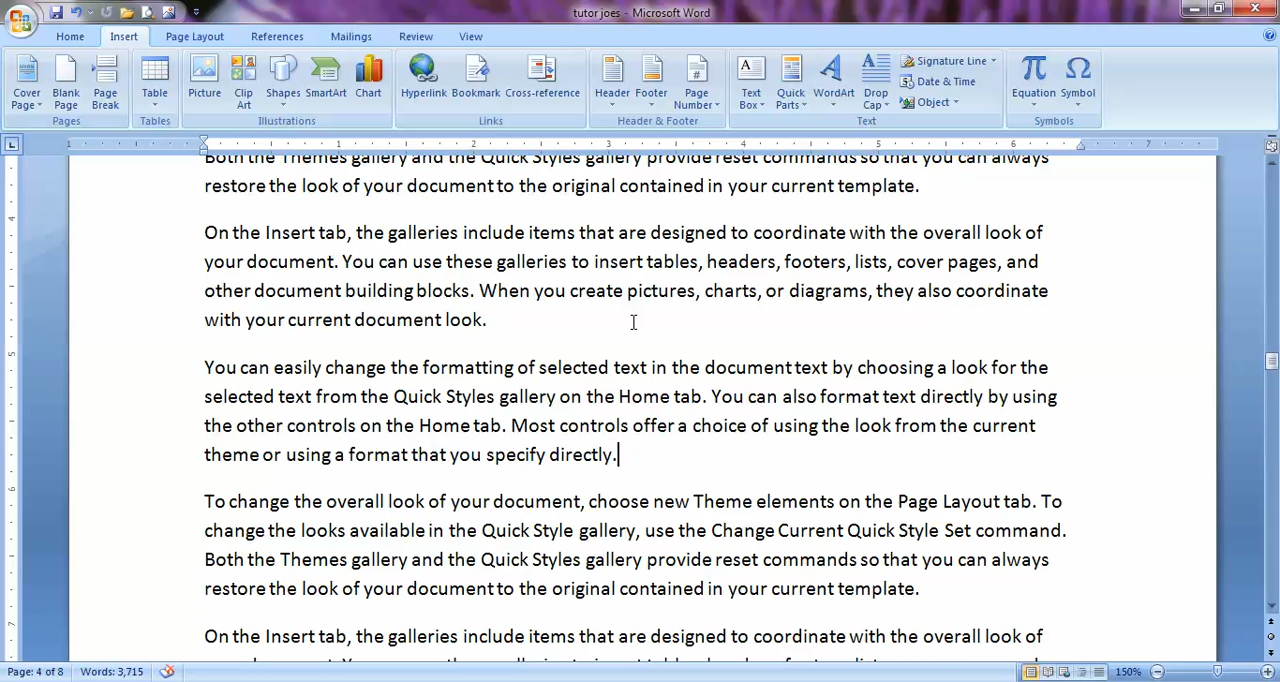 tutor joes - Microsoft Word
Home Insert Page Layout References Mailings Review View
Cover Page Blank Page Page Break Table Picture Clip Art Shapes SmartArt Chart Hyperlink Bookmark Cross-reference Header Footer Page Number Text Box Quick Parts WordArt Drop Cap Signature Line Date & Time Object Equation Symbol
Pages Tables Illustrations Links Header & Footer Text Symbols
1 1 2 3 4 5 6 7
Both the Themes gallery and the Quick Styles gallery provide reset commands so that you can always
restore the look of your document to the original contained in your current template.
On the Insert tab, the galleries include items that are designed to coordinate with the overall look of
your document. You can use these galleries to insert tables, headers, footers, lists, cover pages, and
other document building blocks. When you create pictures, charts, or diagrams, they also coordinate
with your current document look.
You can easily change the formatting of selected text in the document text by choosing a look for the
selected text from the Quick Styles gallery on the Home tab. You can also format text directly by using
the other controls on the Home tab. Most controls offer a choice of using the look from the current
theme or using a format that you specify directly.
To change the overall look of your document, choose new Theme elements on the Page Layout tab. To
change the looks available in the Quick Style gallery, use the Change Current Quick Style Set command.
Both the Themes gallery and the Quick Styles gallery provide reset commands so that you can always
restore the look of your document to the original contained in your current template.
On the Insert tab, the galleries include items that are designed to coordinate with the overall look of
Page: 4 of 8 Words: 3,715 150%